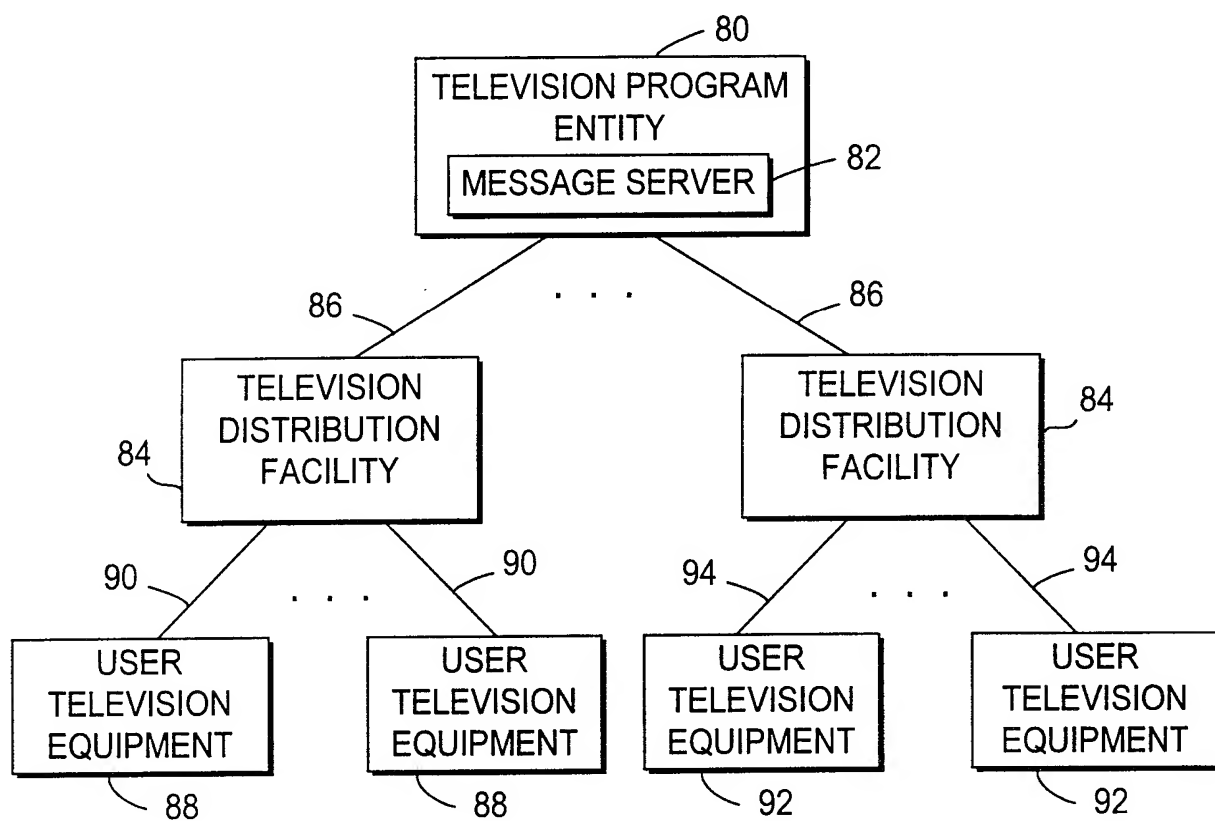 80
TELEVISION PROGRAM
ENTITY
82
MESSAGE SERVER
86
. . .
86
TELEVISION
DISTRIBUTION
FACILITY
84
TELEVISION
DISTRIBUTION
FACILITY
84
90
. . .
90
94
. . .
94
USER
TELEVISION
EQUIPMENT
88
USER
TELEVISION
EQUIPMENT
88
USER
TELEVISION
EQUIPMENT
92
USER
TELEVISION
EQUIPMENT
92